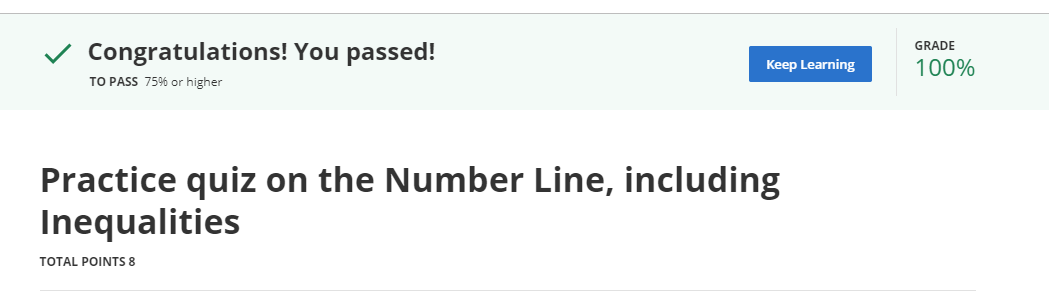 Congratulations! You passed!
TO PASS 75% or higher
Keep Learning
GRADE
100%
Practice quiz on the Number Line, including
Inequalities
TOTAL POINTS 8